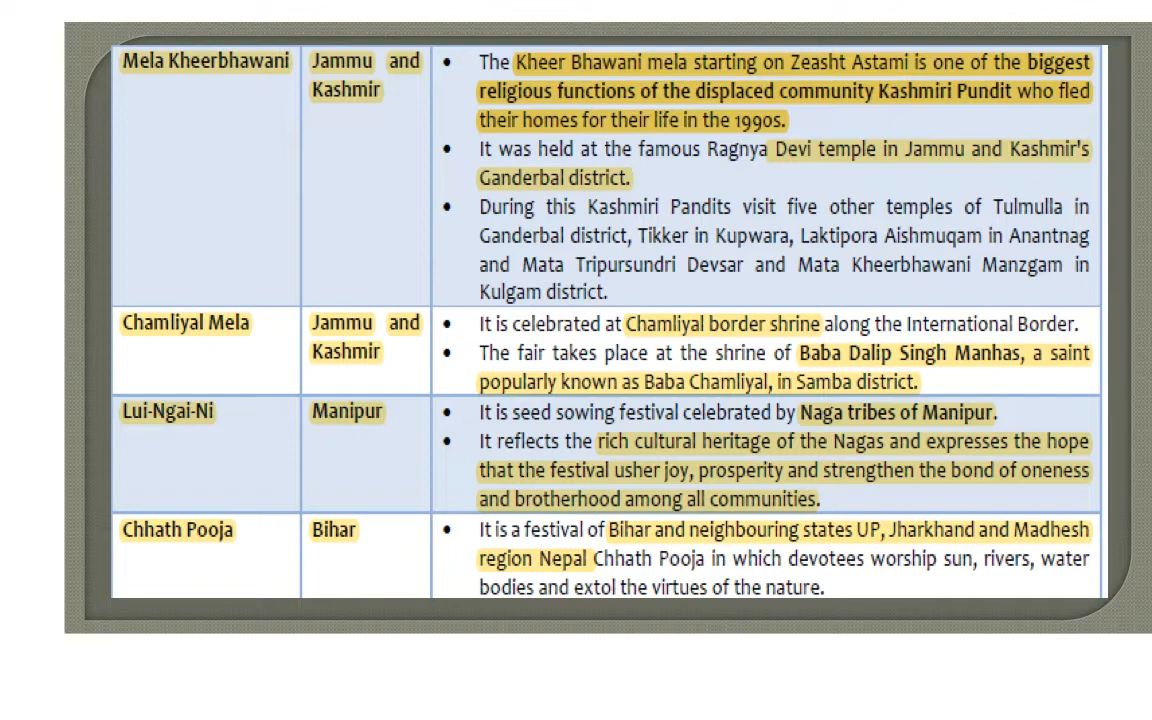 Mela Kheerbhawani
Jammu and
Kashmir
• The Kheer Bhawani mela starting on Zeasht Astami is one of the biggest
religious functions of the displaced community Kashmiri Pundit who fled
their homes for their life in the 1990s.
• It was held at the famous Ragnya Devi temple in Jammu and Kashmir's
Ganderbal district.
• During this Kashmiri Pandits visit five other temples of Tulmulla in
Ganderbal district, Tikker in Kupwara, Laktipora Aishmuqam in Anantnag
and Mata Tripursundri Devsar and Mata Kheerbhawani Manzgam in
Kulgam district.
Chamliyal Mela
Jammu and
Kashmir
• It is celebrated at Chamliyal border shrine along the International Border.
• The fair takes place at the shrine of Baba Dalip Singh Manhas, a saint
popularly known as Baba Chamliyal, in Samba district.
Lui-Ngai-Ni
Manipur
• It is seed sowing festival celebrated by Naga tribes of Manipur.
• It reflects the rich cultural heritage of the Nagas and expresses the hope
that the festival usher joy, prosperity and strengthen the bond of oneness
and brotherhood among all communities.
Chhath Pooja
Bihar
• It is a festival of Bihar and neighbouring states UP, Jharkhand and Madhesh
region Nepal Chhath Pooja in which devotees worship sun, rivers, water
bodies and extol the virtues of the nature.